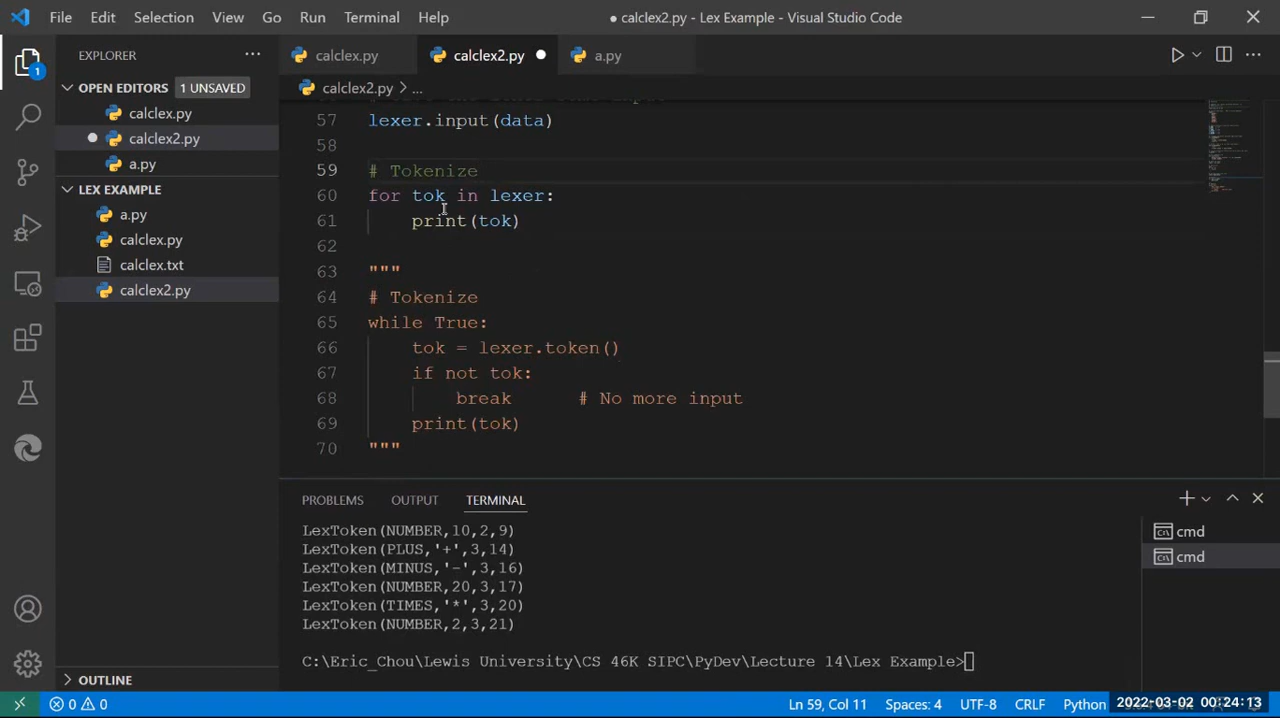 File Edit Selection View Go Run Terminal Help
● calclex2.py - Lex Example - Visual Studio Code
EXPLORER
calclex.py
calclex2.py
a.py
OPEN EDITORS 1 UNSAVED
calclex.py
calclex2.py
a.py
LEX EXAMPLE
a.py
calclex.py
calclex.txt
calclex2.py
OUTLINE
1
calclex2.py > ...
57 lexer.input(data)
58
59 # Tokenize
60 for tok in lexer:
61 print(tok)
62
63 """
64 # Tokenize
65 while True:
66 tok = lexer.token()
67 if not tok:
68 break # No more input
69 print(tok)
70 """
PROBLEMS OUTPUT TERMINAL
LexToken(NUMBER,10,2,9)
LexToken(PLUS,'+',3,14)
LexToken(MINUS,'-',3,16)
LexToken(NUMBER,20,3,17)
LexToken(TIMES,'*',3,20)
LexToken(NUMBER,2,3,21)
C:\Eric_Chou\Lewis University\CS 46K SIPC\PyDev\Lecture 14\Lex Example>
cmd
cmd
0 0 Ln 59, Col 11 Spaces: 4 UTF-8 CRLF Python 2022-03-02 00:24:13